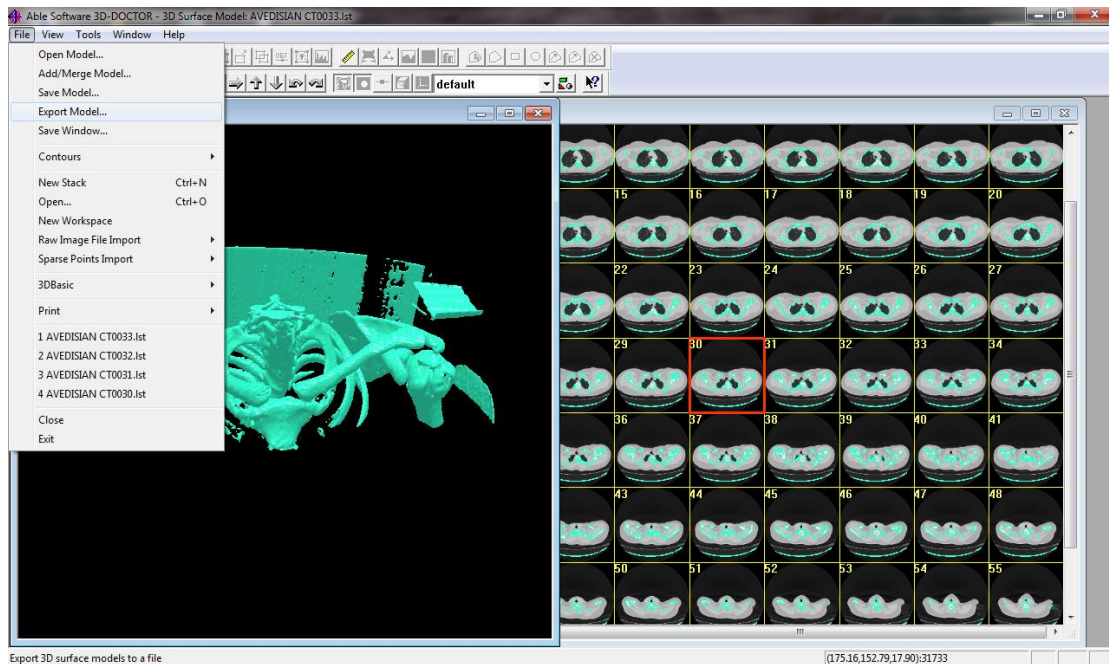 Able Software 3D-DOCTOR - 3D Surface Model: AVEDISIAN CT0033.lst
File View Tools Window Help
Open Model...
Add/Merge Model...
Save Model...
Export Model...
Save Window...
Contours
New Stack Ctrl+N
Open... Ctrl+O
New Workspace
Raw Image File Import
Sparse Points Import
3DBasic
Print
1 AVEDISIAN CT0033.lst
2 AVEDISIAN CT0032.lst
3 AVEDISIAN CT0031.lst
4 AVEDISIAN CT0030.lst
Close
Exit
default
15 16 17 18 19 20
22 23 24 25 26 27
29 30 31 32 33 34
36 37 38 39 40 41
43 44 45 46 47 48
50 51 52 53 54 55
Export 3D surface models to a file
(175.16,152.79,17.90):31733